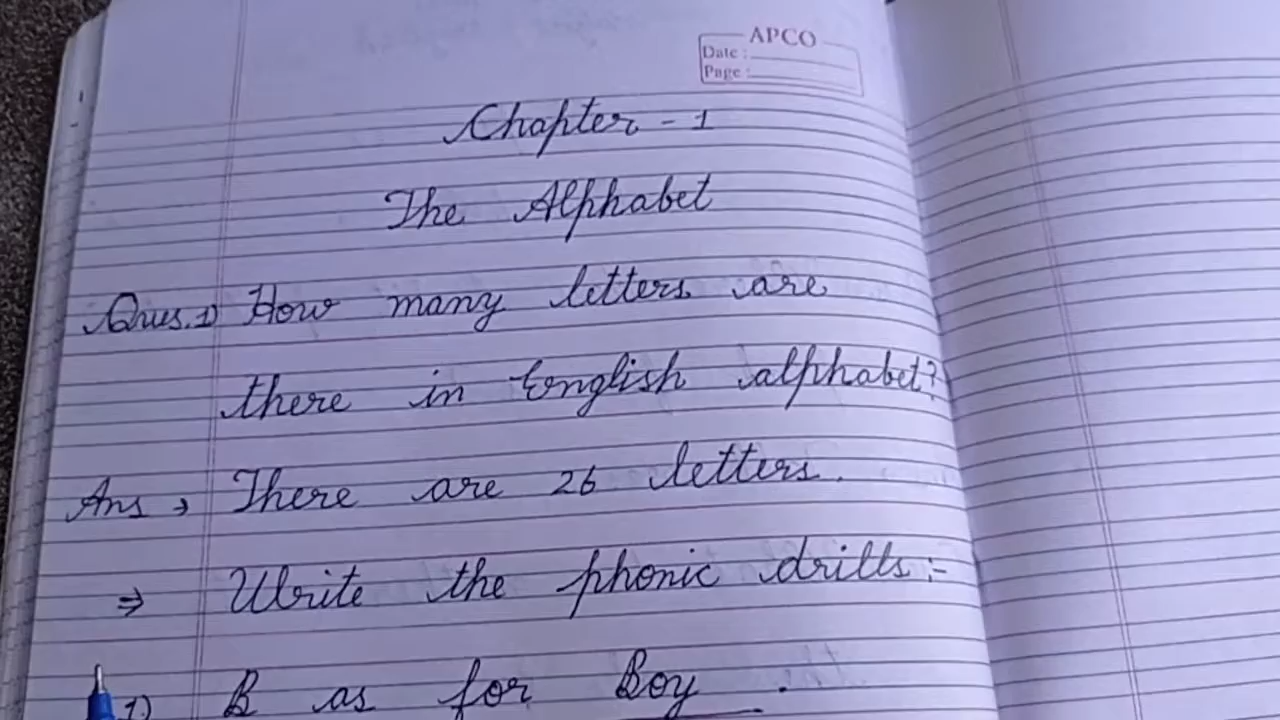 APCO
Date :
Page :
Chapter - 1
The Alphabet
Ques.1) How many letters are
there in English alphabet?
Ans → There are 26 letters.
⇒ Write the phonic drills :-
1) B as for Boy .